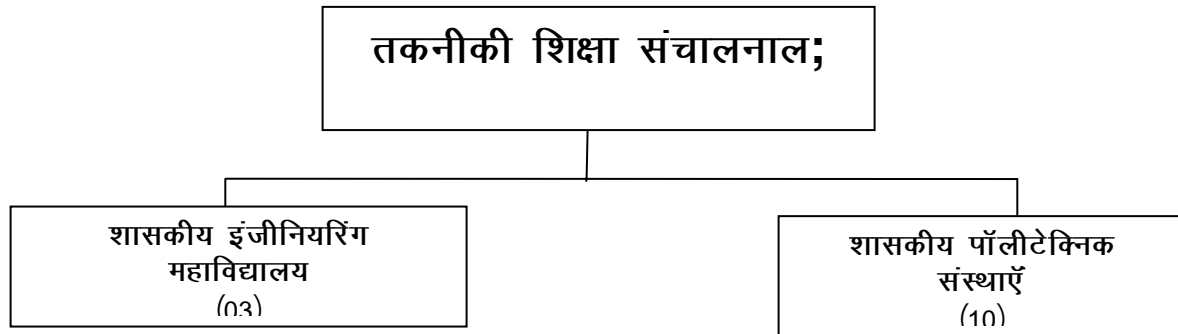 तकनीकी शिक्षा संचालनाल;
शासकीय इंजीनियरिंग
महाविद्यालय
(03)
शासकीय पॉलीटेक्निक
संस्थाएँ
(10)